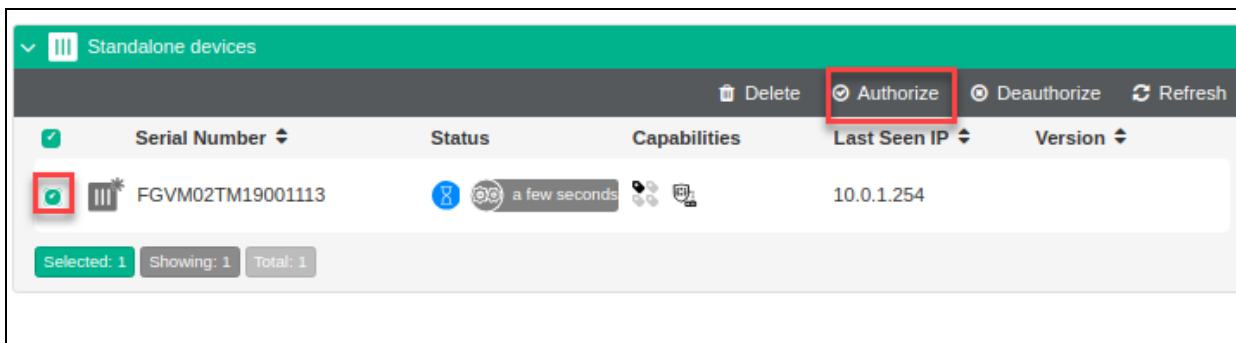 Standalone devices
Delete Authorize Deauthorize Refresh
Serial Number Status Capabilities Last Seen IP Version
FGVM02TM19001113 a few seconds 10.0.1.254
Selected: 1 Showing: 1 Total: 1